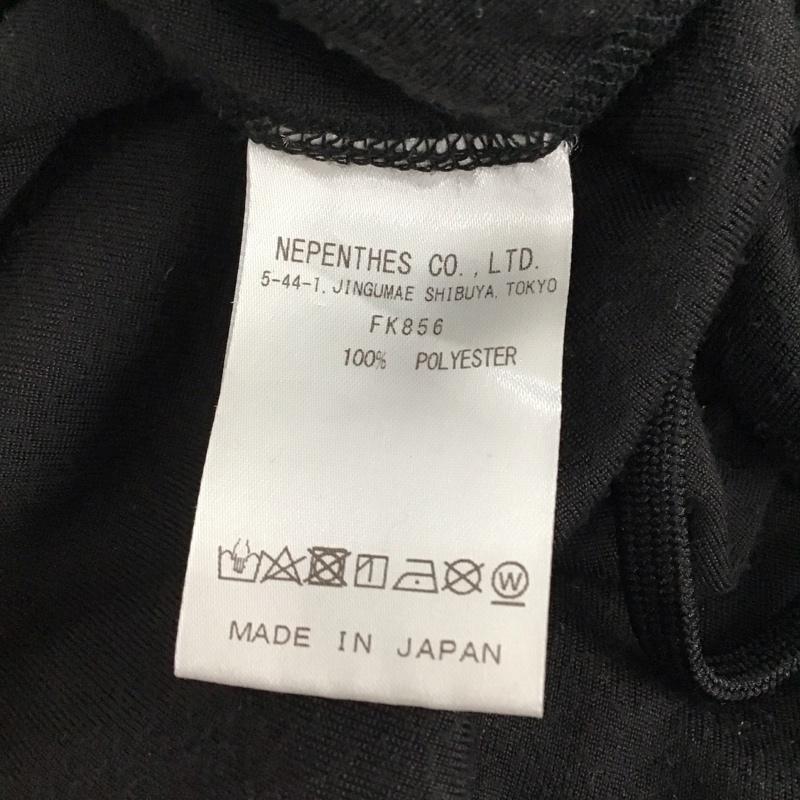 NEPENTHES CO.,LTD.
5-44-1, JINGUMAE SHIBUYA, TOKYO
FK856
100% POLYESTER
W
MADE IN JAPAN